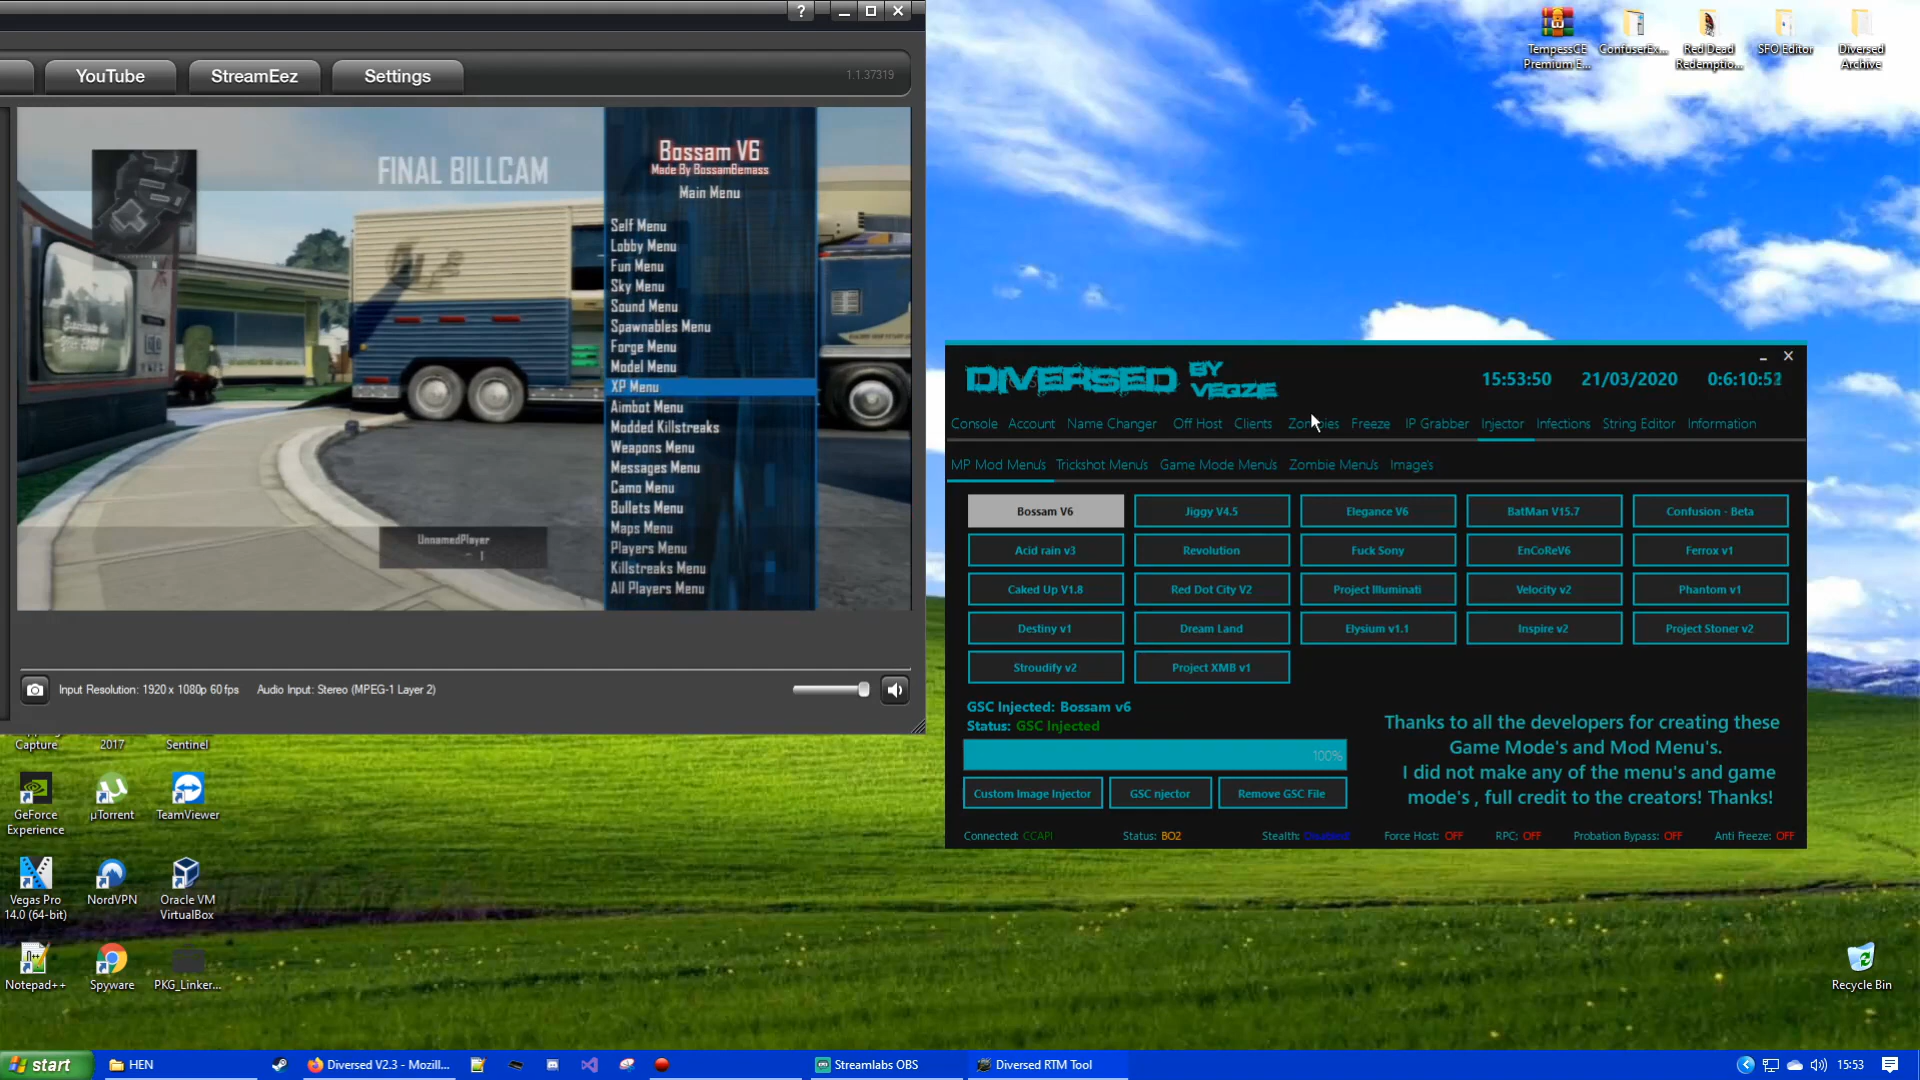 ?
YouTube
StreamEez
Settings
1.1.37319
FINAL BILLCAM
Bossam V6
Made By BossamBemass
Main Menu
Self Menu
Lobby Menu
Fun Menu
Sky Menu
Sound Menu
Spawnables Menu
Forge Menu
Model Menu
XP Menu
Aimbot Menu
Modded Killstreaks
Weapons Menu
Messages Menu
Camo Menu
Bullets Menu
Maps Menu
Players Menu
Killstreaks Menu
All Players Menu
UnnamedPlayer
1
Input Resolution: 1920 x 1080p 60 fps
Audio Input: Stereo (MPEG-1 Layer 2)
TempessCE Premium E...
ConfuserEx...
Red Dead Redemptio...
SFO Editor
Diversed Archive
DIVERSED BY VEGZIE
15:53:50
21/03/2020
0:6:10:52
Console
Account
Name Changer
Off Host
Clients
Zombies
Freeze
IP Grabber
Injector
Infections
String Editor
Information
MP Mod Menu's
Trickshot Menu's
Game Mode Menu's
Zombie Menu's
Image's
Bossam V6
Jiggy V4.5
Elegance V6
BatMan V15.7
Confusion - Beta
Acid rain v3
Revolution
Fuck Sony
EnCoReV6
Ferrox v1
Caked Up V1.8
Red Dot City V2
Project Illuminati
Velocity v2
Phantom v1
Destiny v1
Dream Land
Elysium v1.1
Inspire v2
Project Stoner v2
Stroudify v2
Project XMB v1
GSC Injected: Bossam v6
Status: GSC Injected
100%
Custom Image Injector
GSC njector
Remove GSC File
Thanks to all the developers for creating these
Game Mode's and Mod Menu's.
I did not make any of the menu's and game
mode's , full credit to the creators! Thanks!
Connected: CCAPI
Status: BO2
Stealth: Disabled!
Force Host: OFF
RPC: OFF
Probation Bypass: OFF
Anti Freeze: OFF
Capture
2017
Sentinel
GeForce Experience
µTorrent
TeamViewer
Vegas Pro 14.0 (64-bit)
NordVPN
Oracle VM VirtualBox
Notepad++
Spyware
PKG_Linker...
Recycle Bin
start
HEN
Diversed V2.3 - Mozill...
Streamlabs OBS
Diversed RTM Tool
15:53